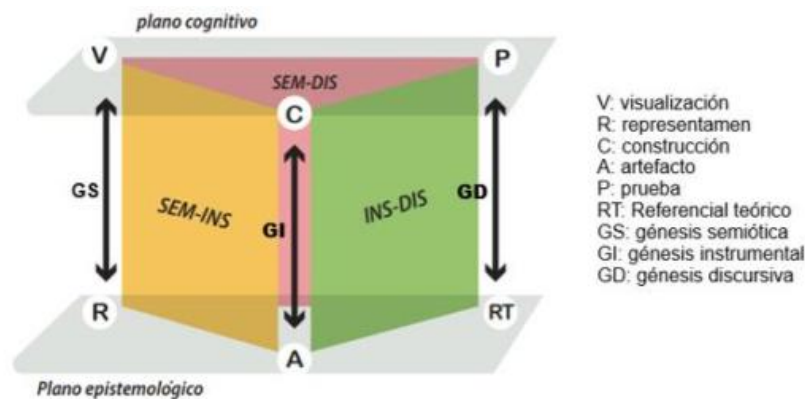 plano cognitivo
V
P
SEM-DIS
C
GS
SEM-INS
GI
INS-DIS
GD
R
RT
A
Plano epistemológico
V: visualización
R: representamen
C: construcción
A: artefacto
P: prueba
RT: Referencial teórico
GS: génesis semiótica
GI: génesis instrumental
GD: génesis discursiva